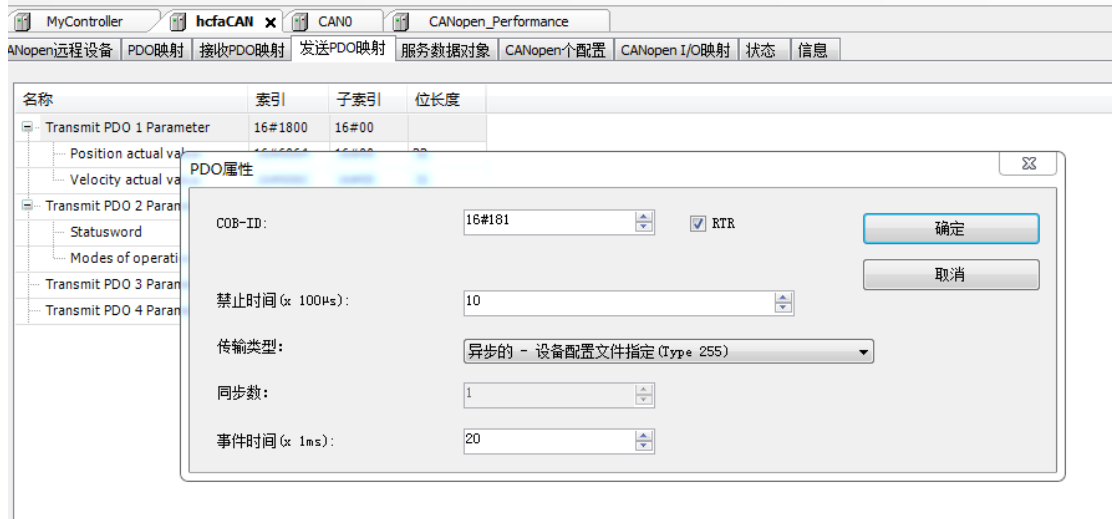 MyController hcfaCAN CAN0 CANopen_Performance
ANopen远程设备 PDO映射 接收PDO映射 发送PDO映射 服务数据对象 CANopen个配置 CANopen I/O映射 状态 信息
名称 索引 子索引 位长度
Transmit PDO 1 Parameter 16#1800 16#00
Position actual
Velocity actual
PDO属性
Transmit PDO 2
COB-ID: 16#181 RTR 确定
Statusword
Modes of
取消
Transmit PDO 3
禁止时间(x 100µs): 10
Transmit PDO 4
传输类型: 异步的 - 设备配置文件指定(Type 255)
同步数: 1
事件时间(x 1ms): 20